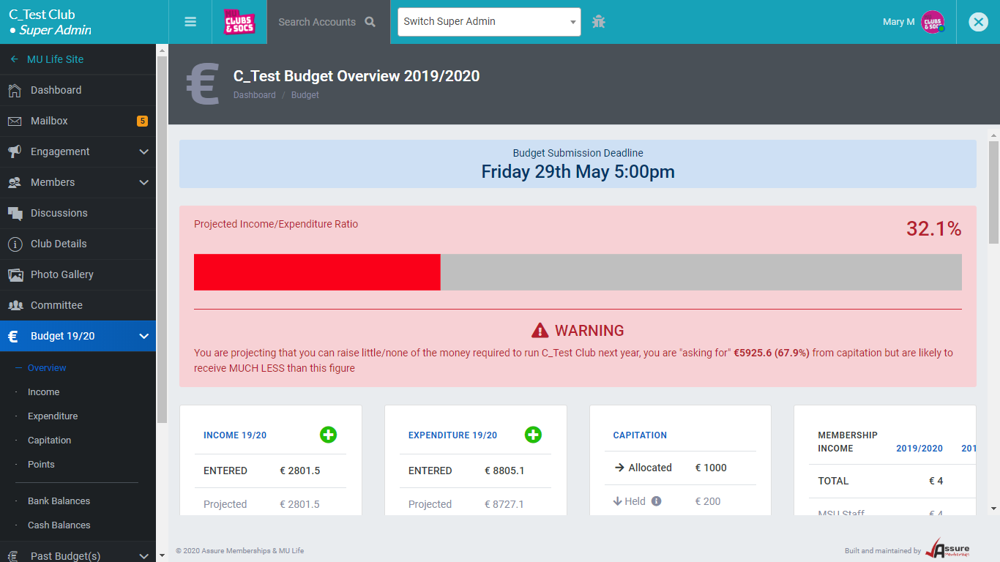 C_Test Club
• Super Admin
MU CLUBS & SOCS
Search Accounts
Switch Super Admin
Mary M
MU CLUBS & SOCS
← MU Life Site
Dashboard
Mailbox 5
Engagement
Members
Discussions
Club Details
Photo Gallery
Committee
€ Budget 19/20
Overview
Income
Expenditure
Capitation
Points
Bank Balances
Cash Balances
€ Past Budget(s)
€
C_Test Budget Overview 2019/2020
Dashboard / Budget
Budget Submission Deadline
Friday 29th May 5:00pm
Projected Income/Expenditure Ratio
32.1%
WARNING
You are projecting that you can raise little/none of the money required to run C_Test Club next year, you are "asking for" €5925.6 (67.9%) from capitation but are likely to
receive MUCH LESS than this figure
INCOME 19/20
ENTERED € 2801.5
Projected € 2801.5
EXPENDITURE 19/20
ENTERED € 8805.1
Projected € 8727.1
CAPITATION
→ Allocated € 1000
↓ Held € 200
MEMBERSHIP
INCOME 2019/2020 201
TOTAL € 4
MSU Staff € 4
© 2020 Assure Memberships & MU Life
Built and maintained by Assure Memberships